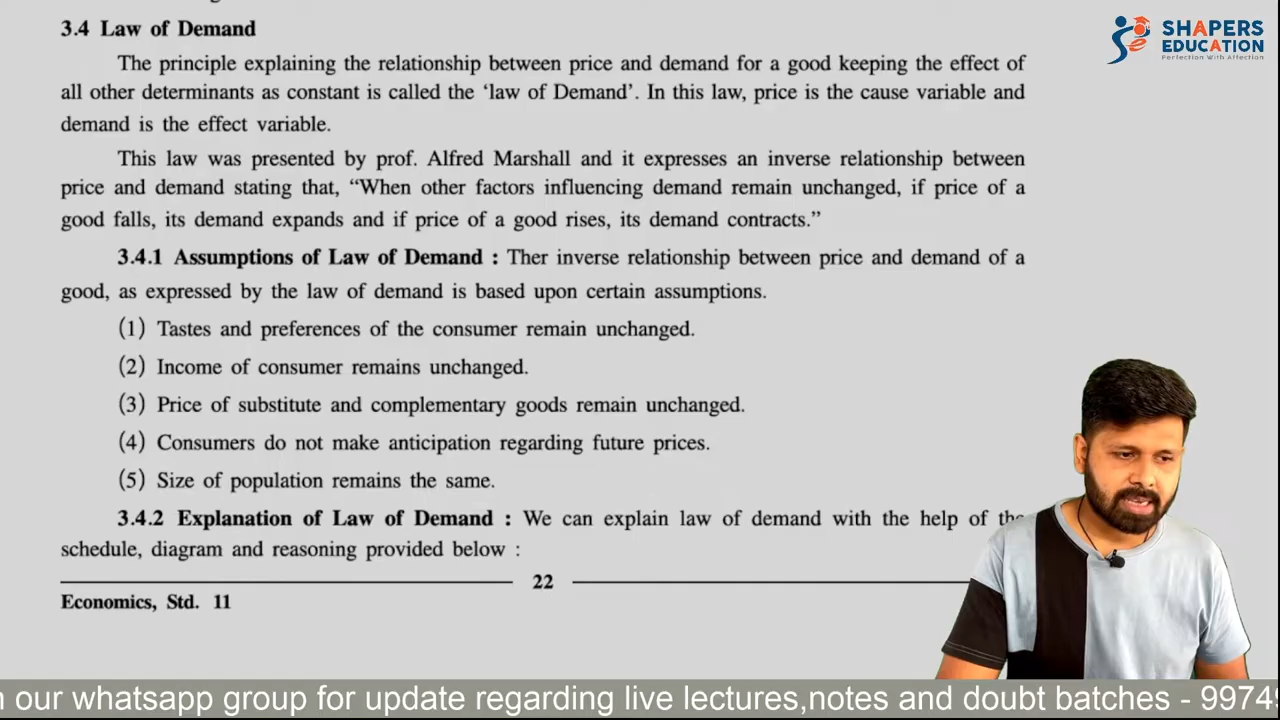 3.4 Law of Demand
SHAPERS
EDUCATION
Perfection With Affection
The principle explaining the relationship between price and demand for a good keeping the effect of
all other determinants as constant is called the ‘law of Demand’. In this law, price is the cause variable and
demand is the effect variable.
This law was presented by prof. Alfred Marshall and it expresses an inverse relationship between
price and demand stating that, “When other factors influencing demand remain unchanged, if price of a
good falls, its demand expands and if price of a good rises, its demand contracts.”
3.4.1 Assumptions of Law of Demand : Ther inverse relationship between price and demand of a
good, as expressed by the law of demand is based upon certain assumptions.
(1) Tastes and preferences of the consumer remain unchanged.
(2) Income of consumer remains unchanged.
(3) Price of substitute and complementary goods remain unchanged.
(4) Consumers do not make anticipation regarding future prices.
(5) Size of population remains the same.
3.4.2 Explanation of Law of Demand : We can explain law of demand with the help of the
schedule, diagram and reasoning provided below :
22
Economics, Std. 11
our whatsapp group for update regarding live lectures,notes and doubt batches - 9974